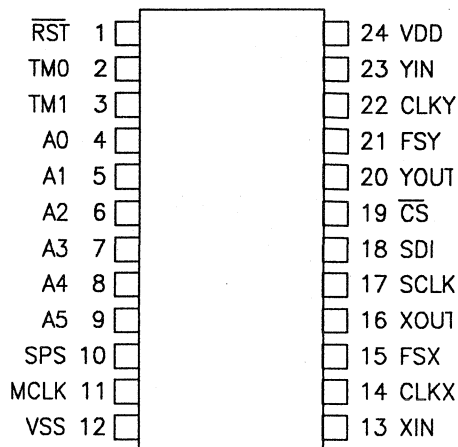 R̅S̅T̅ 1 24 VDD
TM0 2 23 YIN
TM1 3 22 CLKY
A0 4 21 FSY
A1 5 20 YOUT
A2 6 19 C̅S̅
A3 7 18 SDI
A4 8 17 SCLK
A5 9 16 XOUT
SPS 10 15 FSX
MCLK 11 14 CLKX
VSS 12 13 XIN